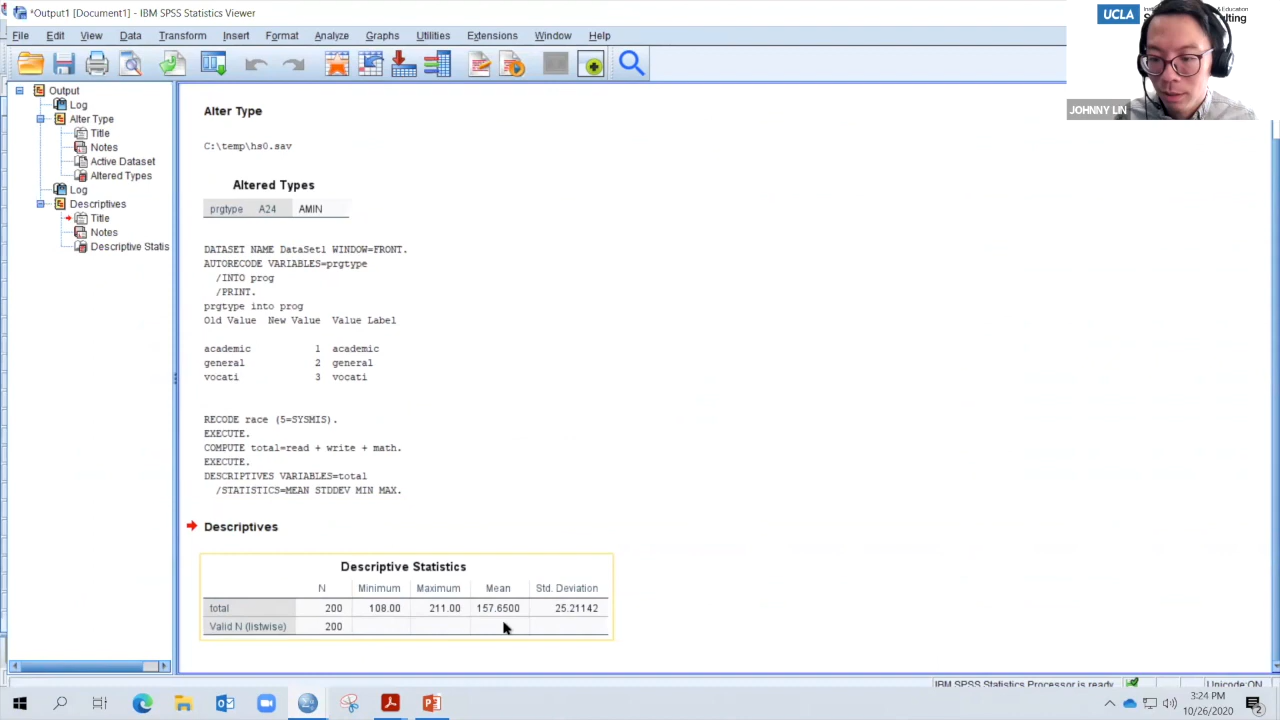 *Output1 [Document1] - IBM SPSS Statistics Viewer
UCLA
& Education
lting
File Edit View Data Transform Insert Format Analyze Graphs Utilities Extensions Window Help
JOHNNY LIN
Output
Log
Alter Type
Title
Notes
Active Dataset
Altered Types
Log
Descriptives
Title
Notes
Descriptive Statis
Alter Type
C:\temp\hs0.sav
Altered Types
prgtype A24 AMIN
DATASET NAME DataSet1 WINDOW=FRONT.
AUTORECODE VARIABLES=prgtype
/INTO prog
/PRINT.
prgtype into prog
Old Value New Value Value Label
academic 1 academic
general 2 general
vocati 3 vocati
RECODE race (5=SYSMIS).
EXECUTE.
COMPUTE total=read + write + math.
EXECUTE.
DESCRIPTIVES VARIABLES=total
/STATISTICS=MEAN STDDEV MIN MAX.
Descriptives
Descriptive Statistics
N Minimum Maximum Mean Std. Deviation
total 200 108.00 211.00 157.6500 25.21142
Valid N (listwise) 200
IBM SPSS Statistics Processor is ready
Unicode:ON
3:24 PM
10/26/2020
2